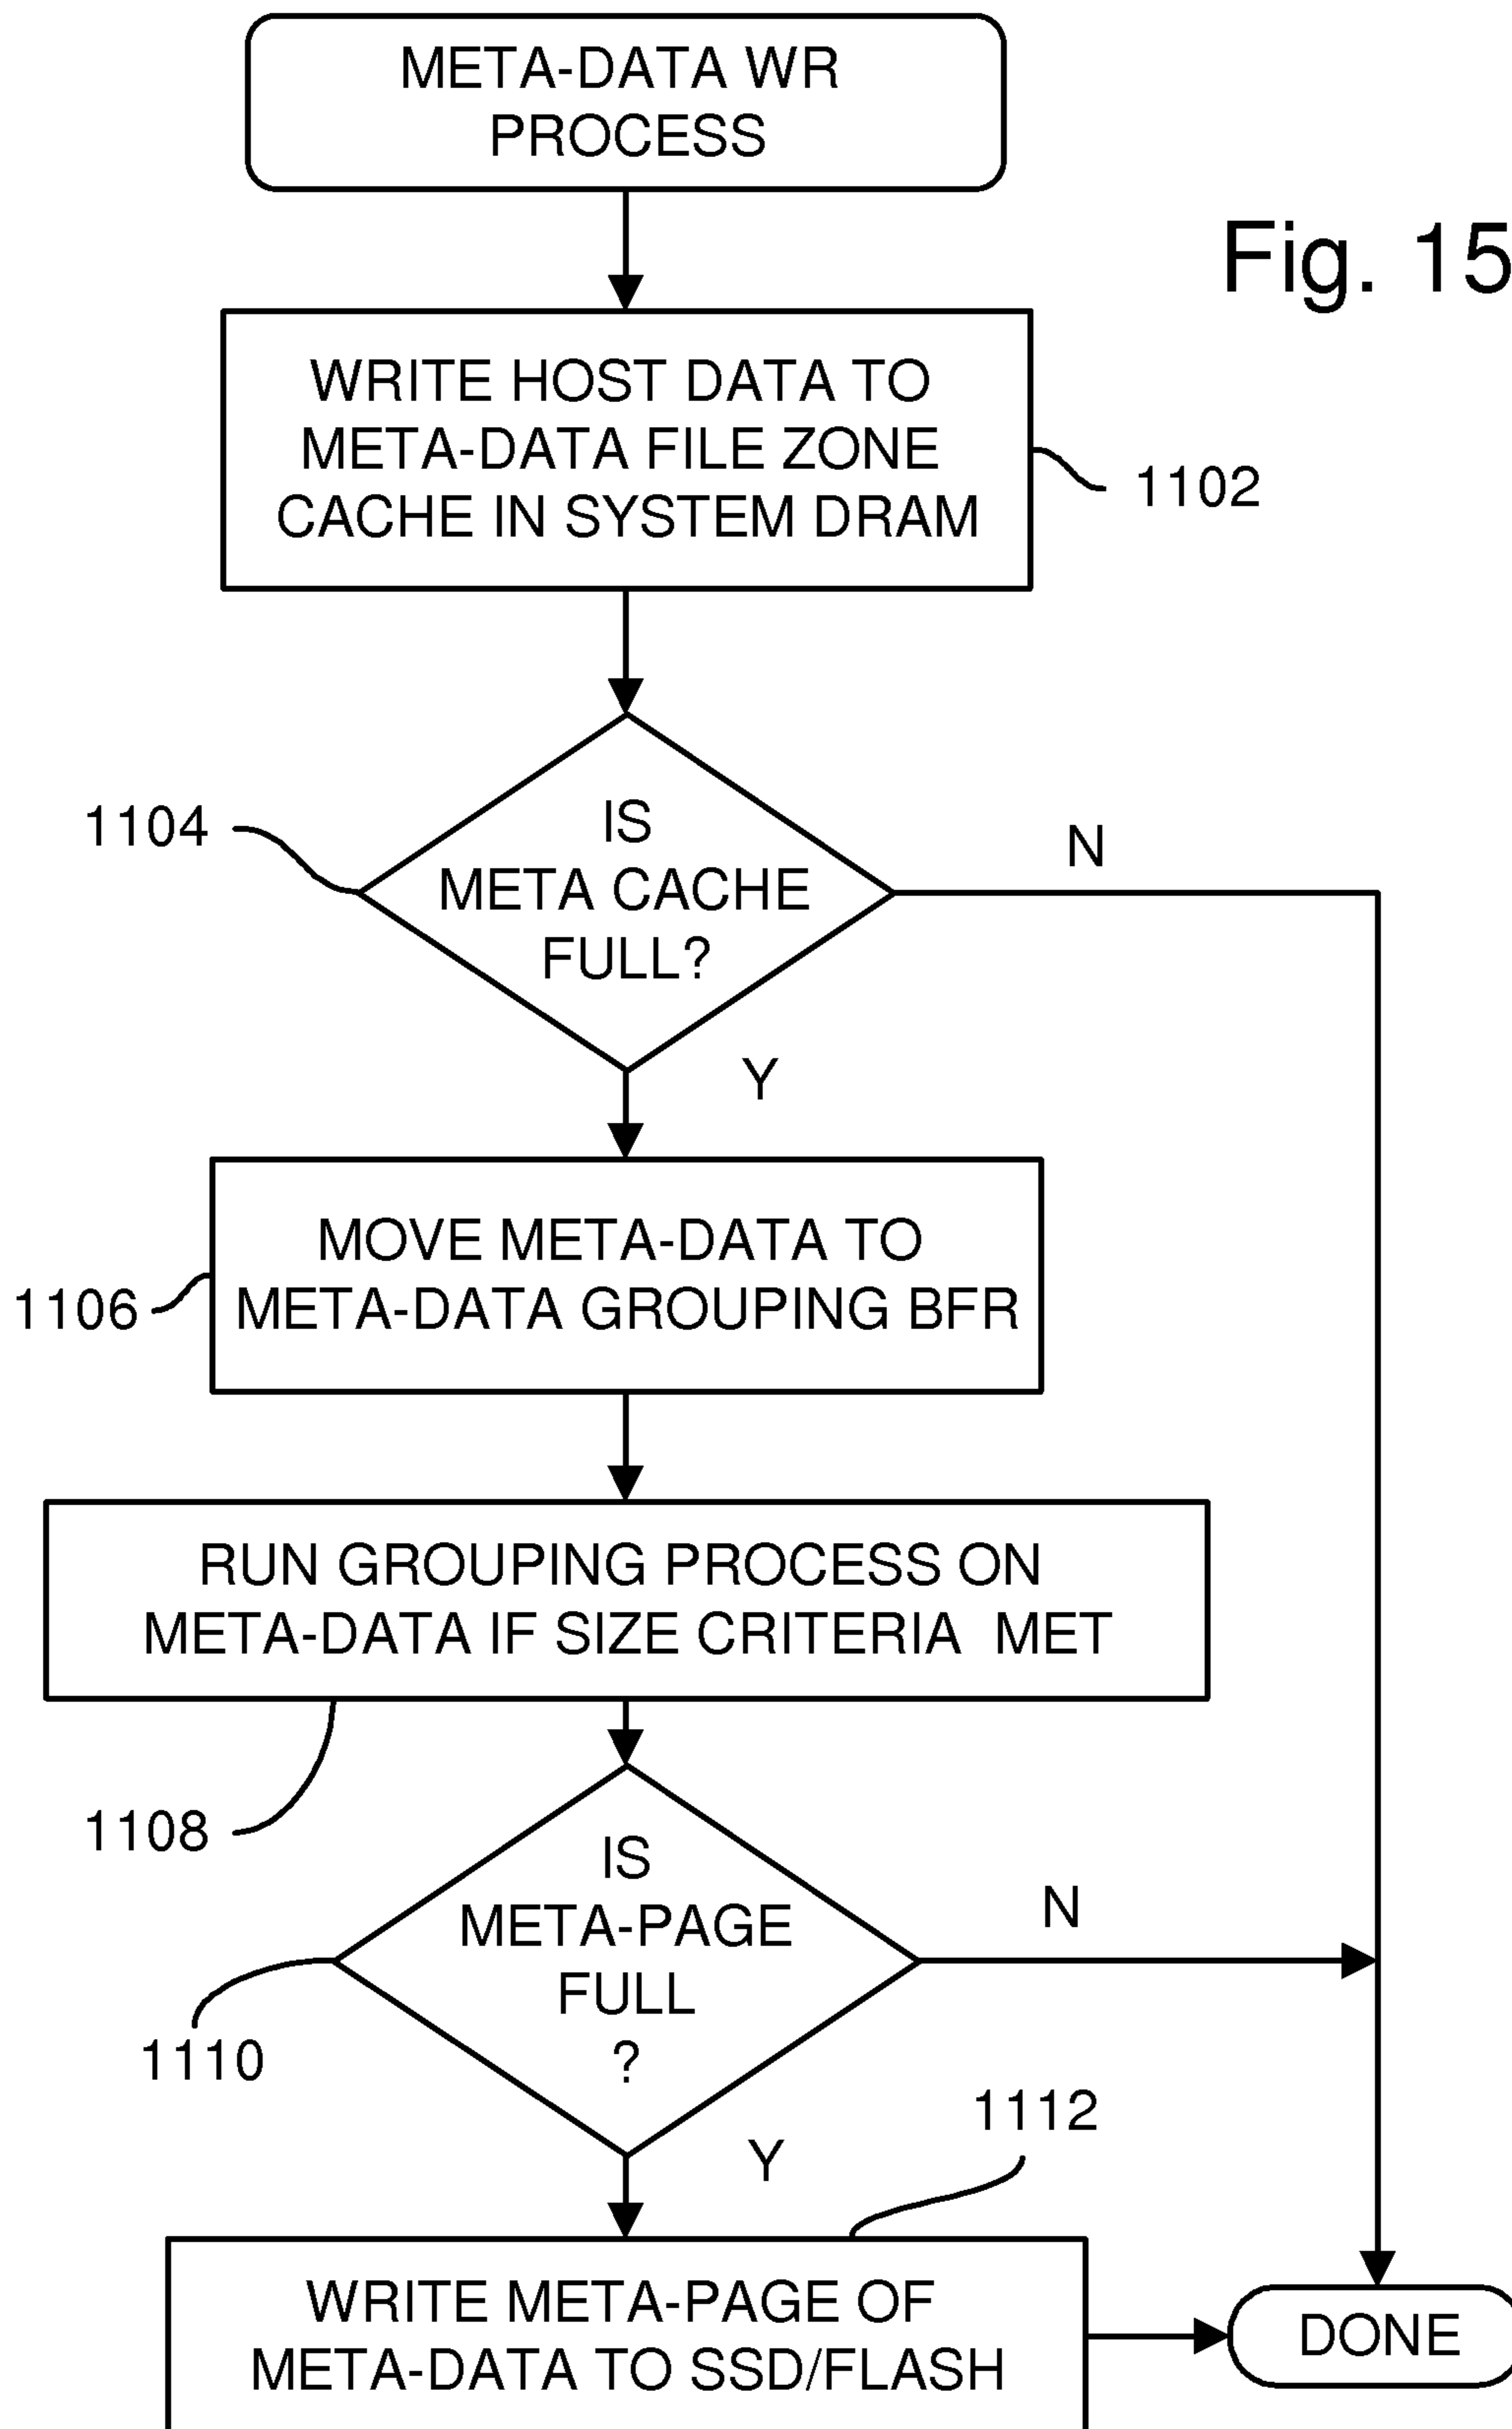 META-DATA WR
PROCESS
Fig. 15
WRITE HOST DATA TO
META-DATA FILE ZONE
CACHE IN SYSTEM DRAM
1102
1104
IS
META CACHE
FULL?
N
Y
MOVE META-DATA TO
META-DATA GROUPING BFR
1106
RUN GROUPING PROCESS ON
META-DATA IF SIZE CRITERIA MET
1108
IS
META-PAGE
FULL
?
N
1110
1112
Y
WRITE META-PAGE OF
META-DATA TO SSD/FLASH
DONE